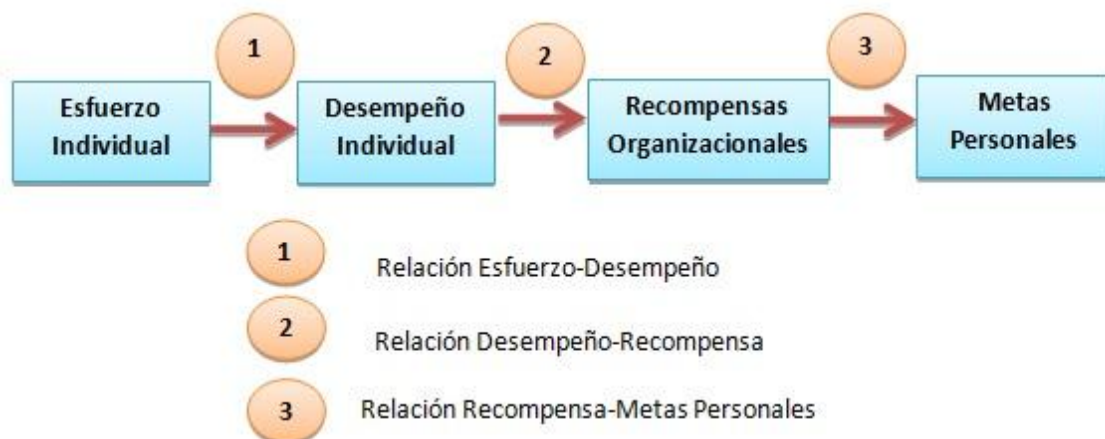 1
2
3
Esfuerzo
Individual
Desempeño
Individual
Recompensas
Organizacionales
Metas
Personales
1
Relación Esfuerzo-Desempeño
2
Relación Desempeño-Recompensa
3
Relación Recompensa-Metas Personales